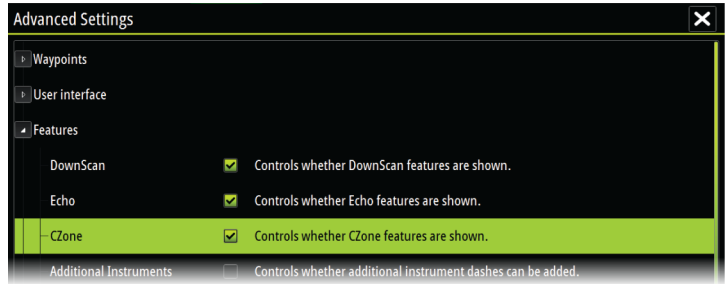 Advanced Settings
Waypoints
User interface
Features
DownScan Controls whether DownScan features are shown.
Echo Controls whether Echo features are shown.
CZone Controls whether CZone features are shown.
Additional Instruments Controls whether additional instrument dashes can be added.